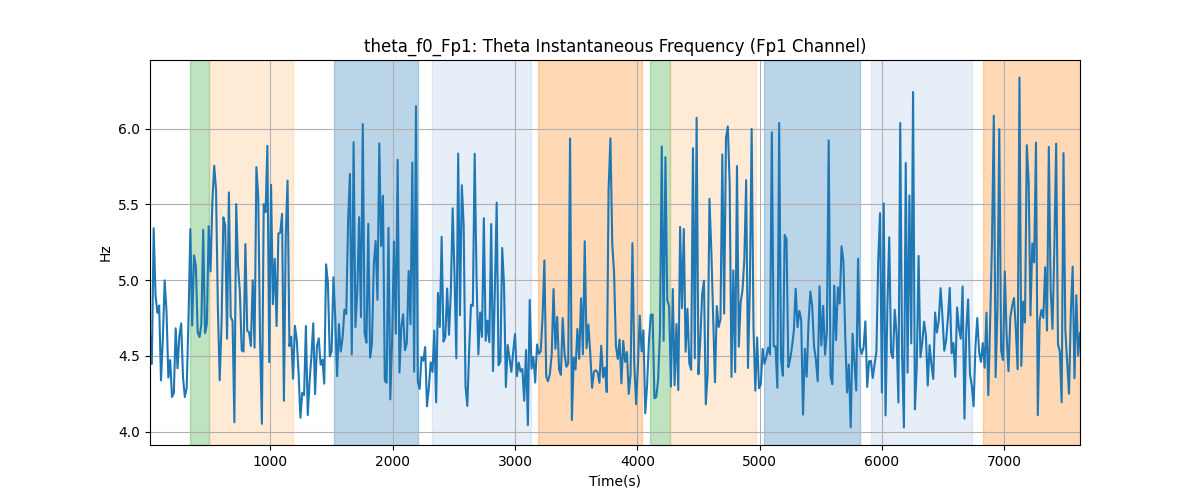 theta_f0_Fp1: Theta Instantaneous Frequency (Fp1 Channel)
Hz
6.0
5.5
5.0
4.5
4.0
1000 2000 3000 4000 5000 6000 7000
Time(s)